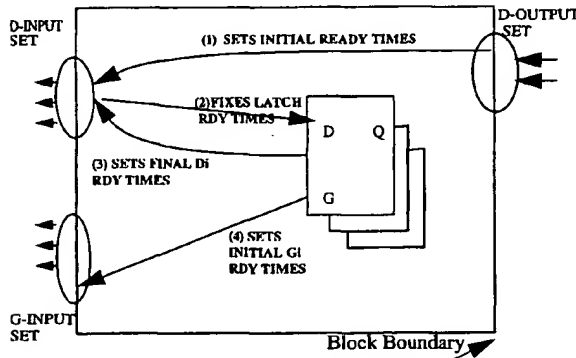 D-INPUT
SET
D-OUTPUT
SET
(1) SETS INITIAL READY TIMES
(2)FIXES LATCH
RDY TIMES
D Q
(3) SETS FINAL Di
RDY TIMES
G
(4) SETS
INITIAL GI
RDY TIMES
G-INPUT
SET
Block Boundary